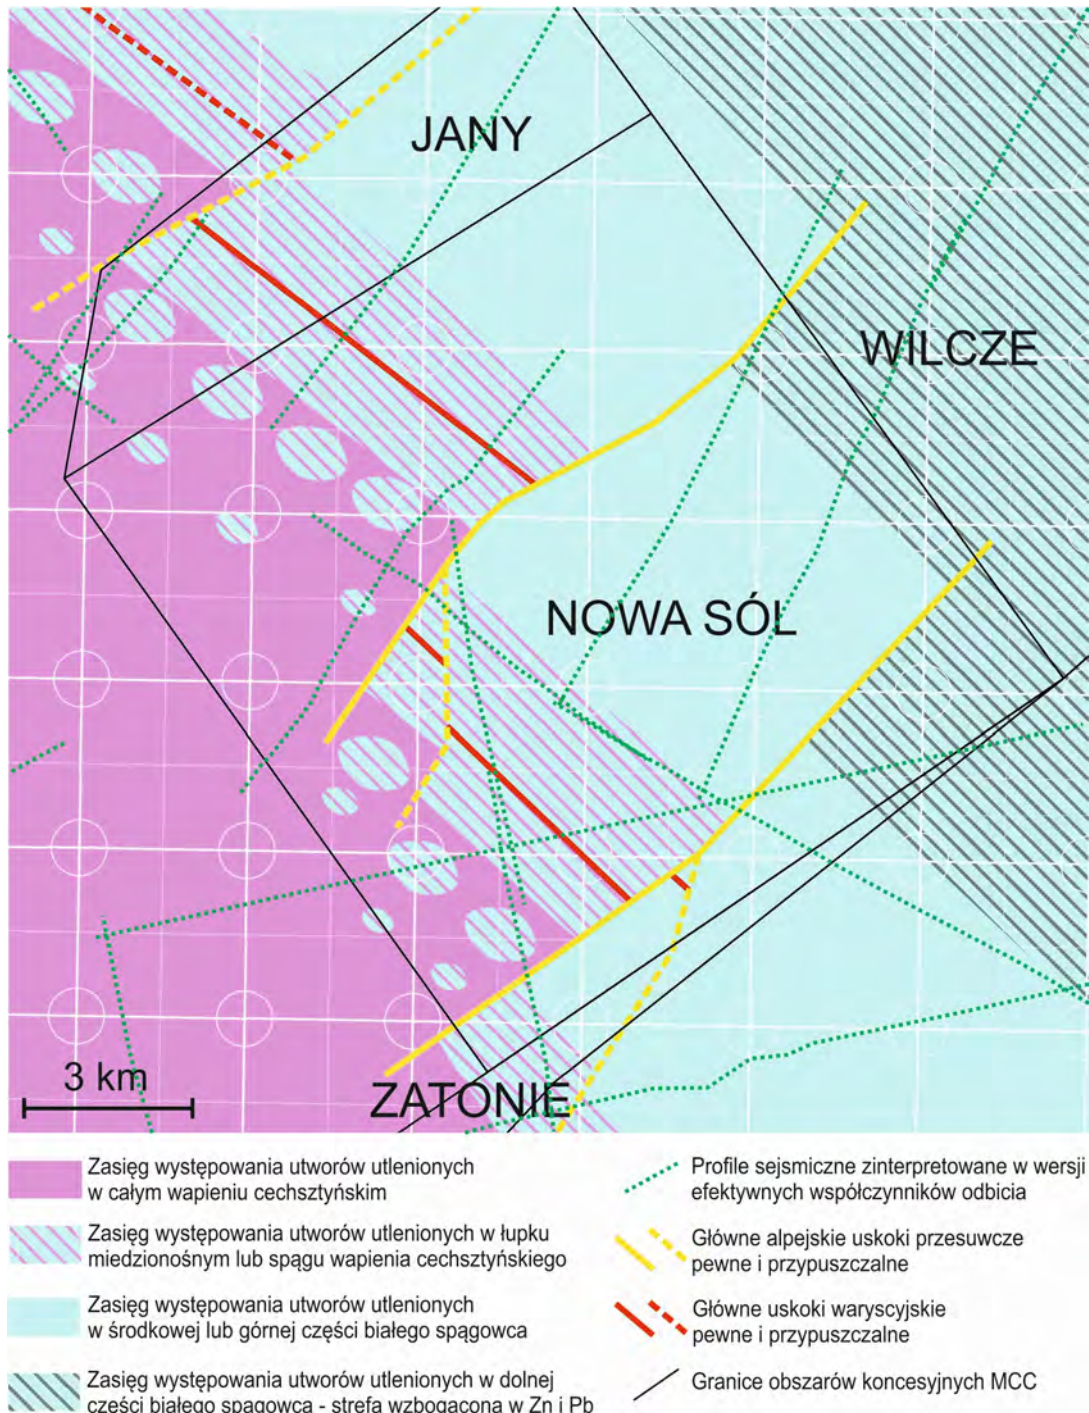 JANY
WILCZE
NOWA SÓL
3 km
ZATONIE
Zasięg występowania utworów utlenionych
w całym wapieniu cechsztyńskim
Zasięg występowania utworów utlenionych w łupku
miedzionośnym lub spągu wapienia cechsztyńskiego
Zasięg występowania utworów utlenionych
w środkowej lub górnej części białego spągowca
Zasięg występowania utworów utlenionych w dolnej
części białego spągowca - strefa wzbogacona w Zn i Pb
Profile sejsmiczne zinterpretowane w wersji
efektywnych współczynników odbicia
Główne alpejskie uskoki przesuwcze
pewne i przypuszczalne
Główne uskoki waryscyjskie
pewne i przypuszczalne
Granice obszarów koncesyjnych MCC